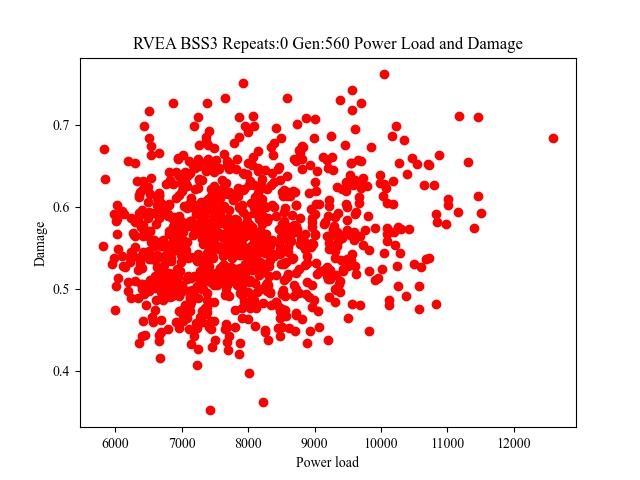 RVEA BSS3 Repeats:0 Gen:560 Power Load and Damage
0.7
0.6
0.5
0.4
Damage
6000 7000 8000 9000 10000 11000 12000
Power load